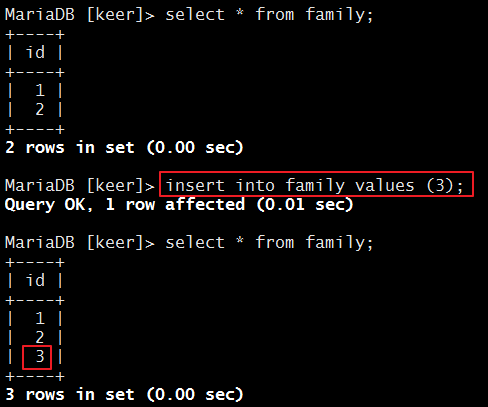 MariaDB [keer]> select * from family;
+----+
| id |
+----+
|  1 |
|  2 |
+----+
2 rows in set (0.00 sec)
MariaDB [keer]> insert into family values (3);
Query OK, 1 row affected (0.01 sec)
MariaDB [keer]> select * from family;
+----+
| id |
+----+
|  1 |
|  2 |
|  3 |
+----+
3 rows in set (0.00 sec)